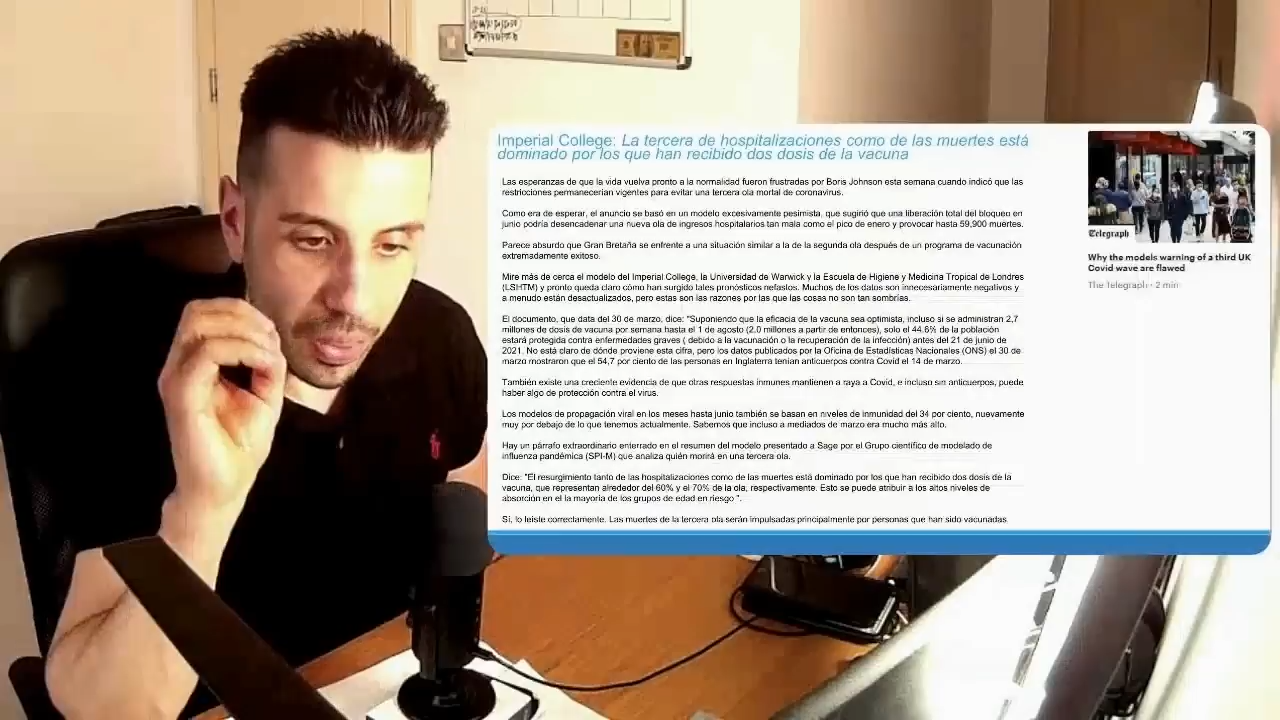 Imperial College: La tercera de hospitalizaciones como de las muertes está
dominado por los que han recibido dos dosis de la vacuna
Las esperanzas de que la vida vuelva pronto a la normalidad fueron frustradas por Boris Johnson esta semana cuando indicó que las
restricciones permanecerían vigentes para evitar una tercera ola mortal de coronavirus.
Como era de esperar, el anuncio se basó en un modelo excesivamente pesimista, que sugirió que una liberación total del bloqueo en
junio podría desencadenar una nueva ola de ingresos hospitalarios tan mala como el pico de enero y provocar hasta 59,900 muertes.
Parece absurdo que Gran Bretaña se enfrente a una situación similar a la de la segunda ola después de un programa de vacunación
extremadamente exitoso.
Mire más de cerca el modelo del Imperial College, la Universidad de Warwick y la Escuela de Higiene y Medicina Tropical de Londres
(LSHTM) y pronto queda claro cómo han surgido tales pronósticos nefastos. Muchos de los datos son innecesariamente negativos y
a menudo están desactualizados, pero estas son las razones por las que las cosas no son tan sombrías.
El documento, que data del 30 de marzo, dice: "Suponiendo que la eficacia de la vacuna sea optimista, incluso si se administran 2,7
millones de dosis de vacuna por semana hasta el 1 de agosto (2,0 millones a partir de entonces), solo el 44,6% de la población
estará protegida contra enfermedades graves ( debido a la vacunación o la recuperación de la infección) antes del 21 de junio de
2021. No está claro de dónde proviene esta cifra, pero los datos publicados por la Oficina de Estadísticas Nacionales (ONS) el 30 de
marzo mostraron que el 54,7 por ciento de las personas en Inglaterra tenían anticuerpos contra Covid el 14 de marzo.
También existe una creciente evidencia de que otras respuestas inmunes mantienen a raya a Covid, e incluso sin anticuerpos, puede
haber algo de protección contra el virus.
Los modelos de propagación viral en los meses hasta junio también se basan en niveles de inmunidad del 34 por ciento, nuevamente
muy por debajo de lo que tenemos actualmente. Sabemos que incluso a mediados de marzo era mucho más alto.
Hay un párrafo extraordinario enterrado en el resumen del modelo presentado a Sage por el Grupo científico de modelado de
influenza pandémica (SPI-M) que analiza quién morirá en una tercera ola.
Dice: "El resurgimiento tanto de las hospitalizaciones como de las muertes está dominado por los que han recibido dos dosis de la
vacuna, que representan alrededor del 60% y el 70% de la ola, respectivamente. Esto se puede atribuir a los altos niveles de
absorción en el la mayoría de los grupos de edad en riesgo ".
Sí, lo leíste correctamente. Las muertes de la tercera ola serán impulsadas principalmente por personas que han sido vacunadas
Telegraph
Why the models warning of a third UK
Covid wave are flawed
The Telegraph · 2 min